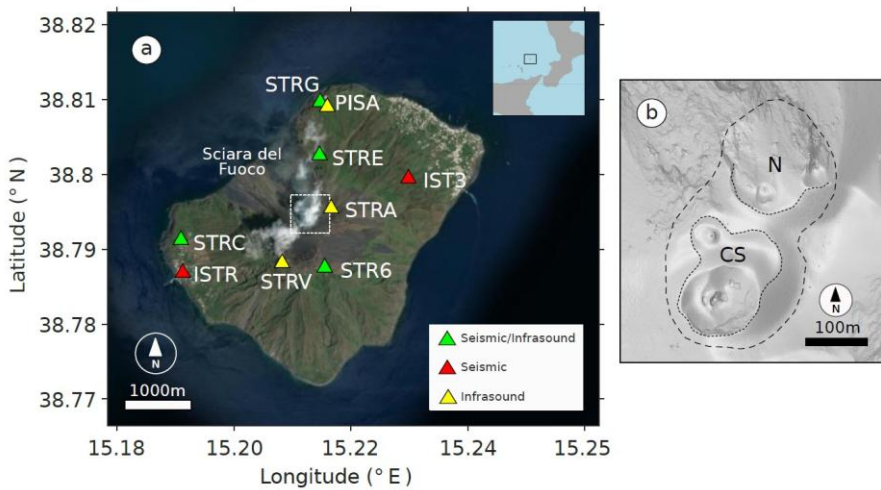 38.82
38.81
38.8
38.79
38.78
38.77
Latitude (° N)
a
STRG
PISA
Sciara del
Fuoco
STRE
IST3
STRA
STRC
ISTR
STRV
STR6
N
1000m
Seismic/Infrasound
Seismic
Infrasound
15.18
15.20
15.22
15.24
15.25
Longitude (° E)
b
N
CS
N
100m